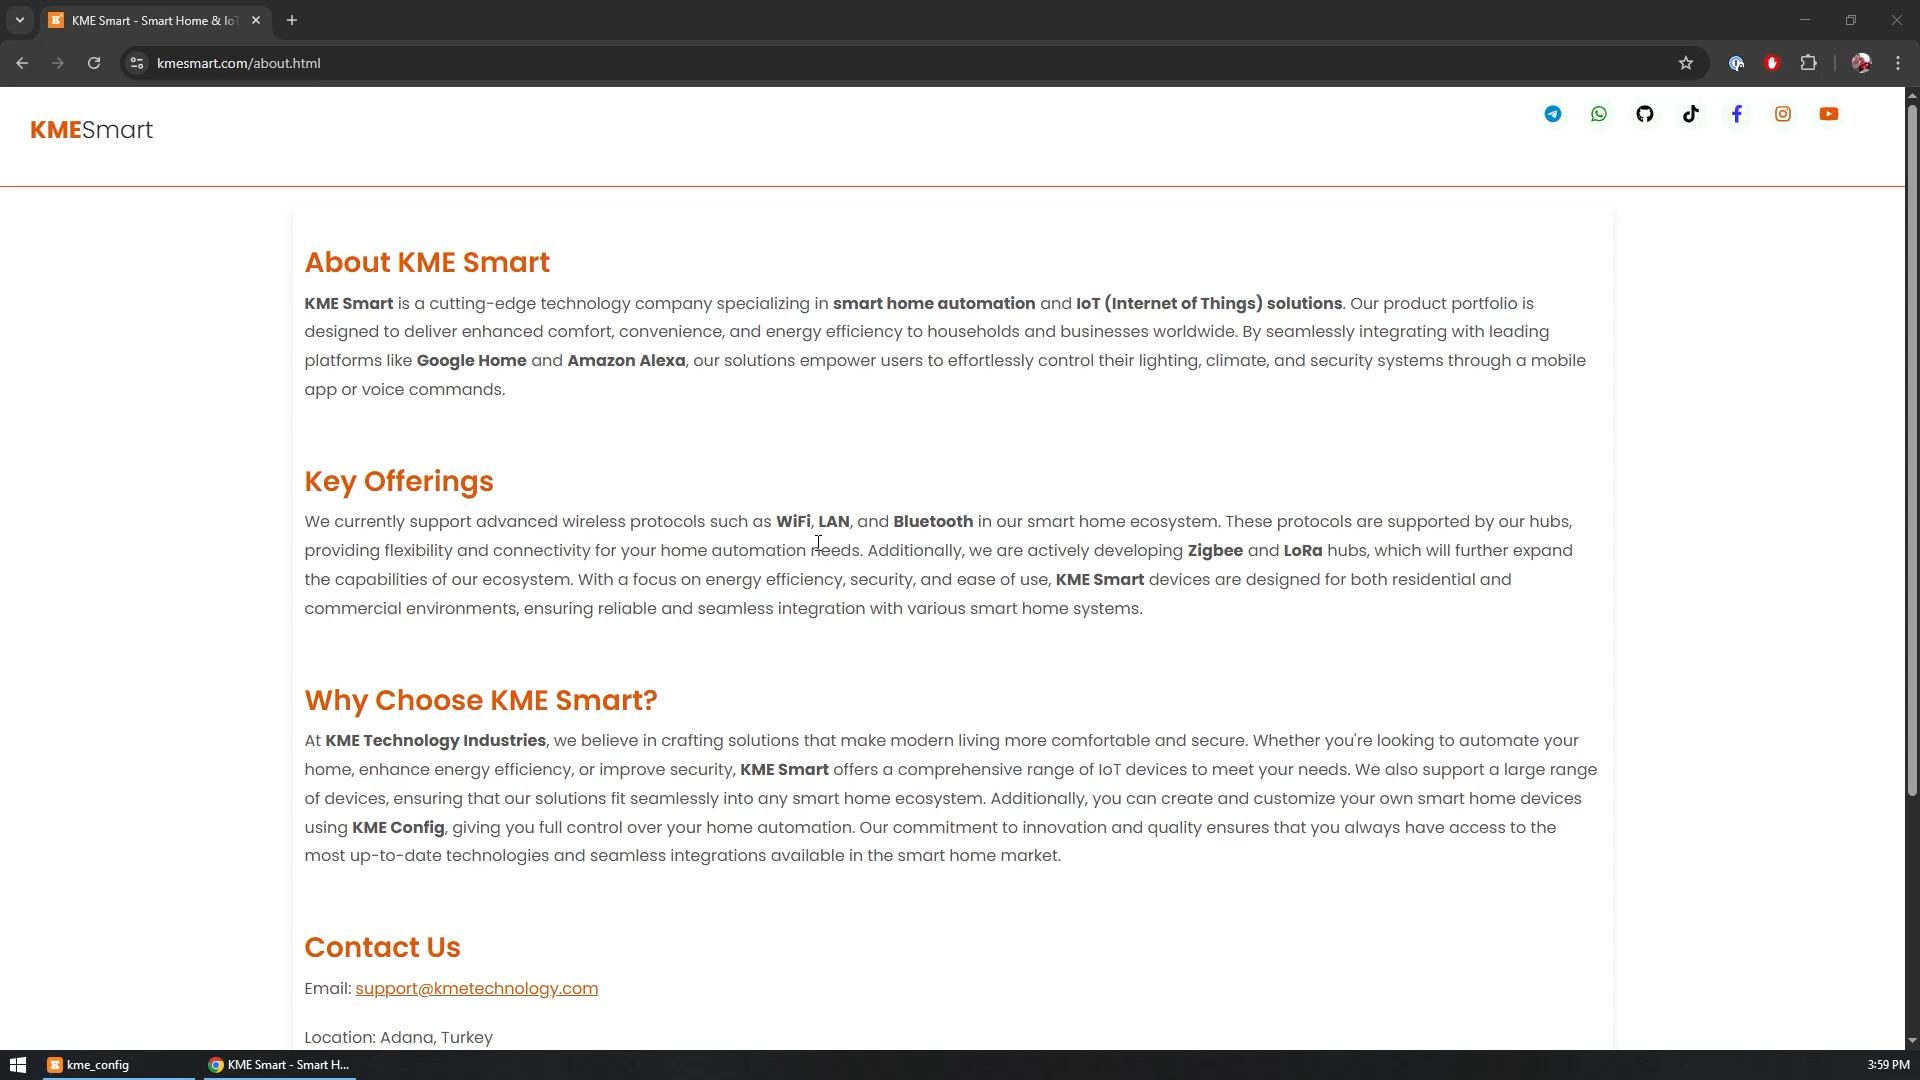 KME Smart - Smart Home & Io
kmesmart.com/about.html
KMESmart
About KME Smart
KME Smart is a cutting-edge technology company specializing in smart home automation and IoT (Internet of Things) solutions. Our product portfolio is
designed to deliver enhanced comfort, convenience, and energy efficiency to households and businesses worldwide. By seamlessly integrating with leading
platforms like Google Home and Amazon Alexa, our solutions empower users to effortlessly control their lighting, climate, and security systems through a mobile
app or voice commands.
Key Offerings
We currently support advanced wireless protocols such as WiFi, LAN, and Bluetooth in our smart home ecosystem. These protocols are supported by our hubs,
providing flexibility and connectivity for your home automation needs. Additionally, we are actively developing Zigbee and LoRa hubs, which will further expand
the capabilities of our ecosystem. With a focus on energy efficiency, security, and ease of use, KME Smart devices are designed for both residential and
commercial environments, ensuring reliable and seamless integration with various smart home systems.
Why Choose KME Smart?
At KME Technology Industries, we believe in crafting solutions that make modern living more comfortable and secure. Whether you're looking to automate your
home, enhance energy efficiency, or improve security, KME Smart offers a comprehensive range of IoT devices to meet your needs. We also support a large range
of devices, ensuring that our solutions fit seamlessly into any smart home ecosystem. Additionally, you can create and customize your own smart home devices
using KME Config, giving you full control over your home automation. Our commitment to innovation and quality ensures that you always have access to the
most up-to-date technologies and seamless integrations available in the smart home market.
Contact Us
Email: support@kmetechnology.com
Location: Adana, Turkey
kme_config
KME Smart - Smart H...
3:59 PM